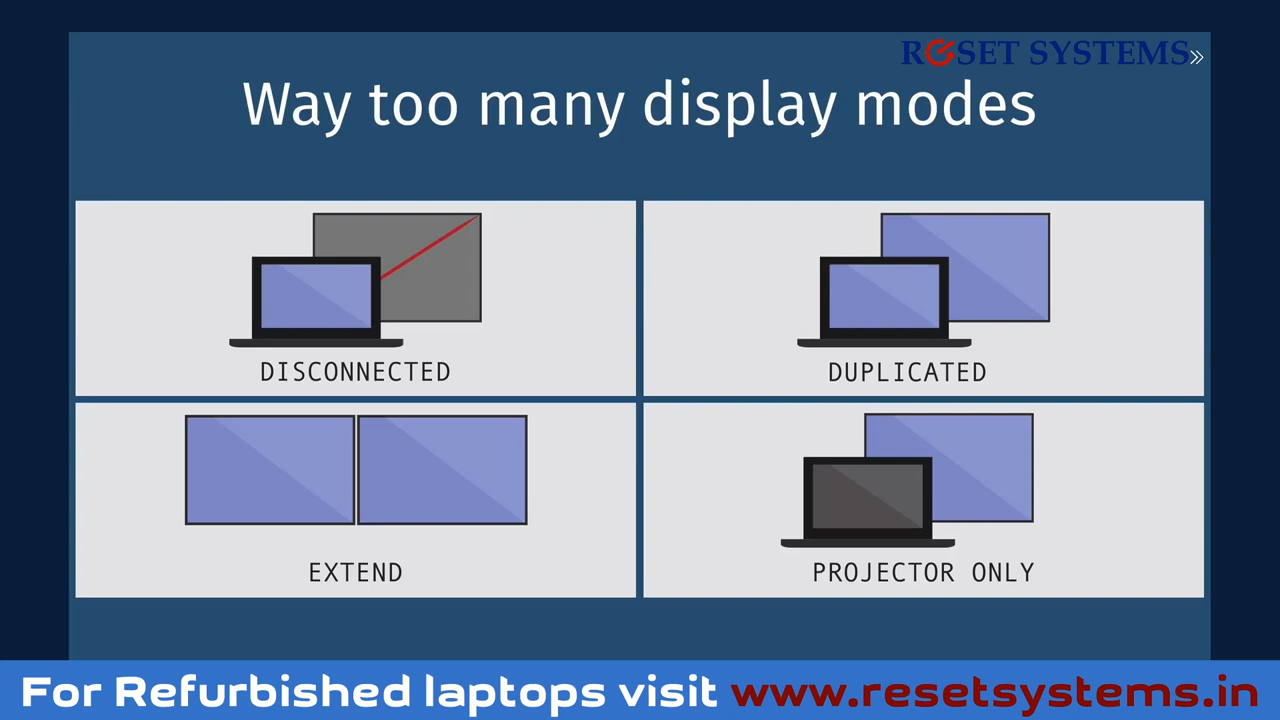 RESET SYSTEMS»
Way too many display modes
DISCONNECTED
DUPLICATED
EXTEND
PROJECTOR ONLY
For Refurbished laptops visit www.resetsystems.in